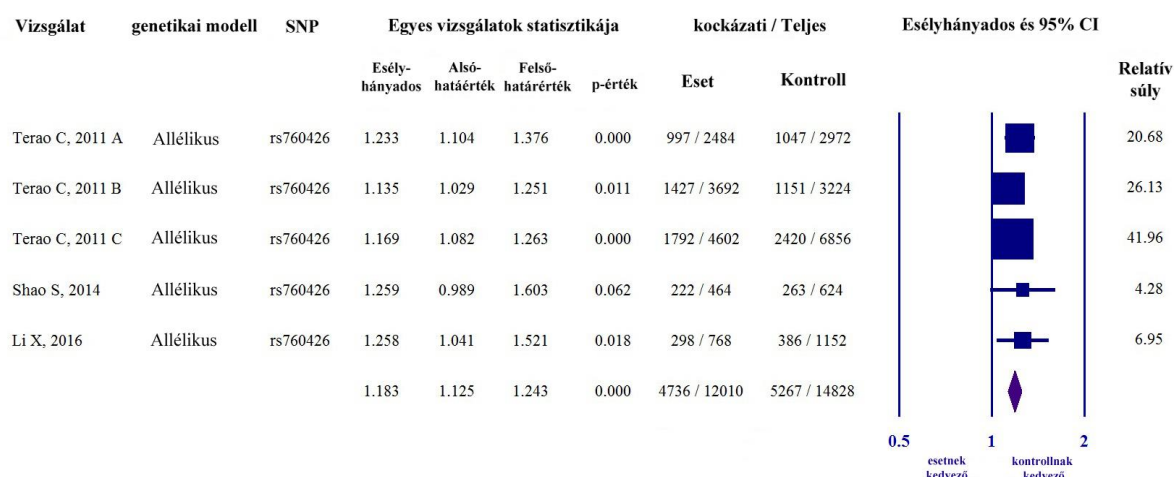 Vizsgálat genetikai modell SNP Egyes vizsgálatok statisztikája kockázati / Teljes Esélyhányados és 95% CI
Esély- Alsó- Felső- Relatív
hányados hatáérték határérték p-érték Eset Kontroll súly
Terao C, 2011 A Allélikus rs760426 1.233 1.104 1.376 0.000 997 / 2484 1047 / 2972 20.68
Terao C, 2011 B Allélikus rs760426 1.135 1.029 1.251 0.011 1427 / 3692 1151 / 3224 26.13
Terao C, 2011 C Allélikus rs760426 1.169 1.082 1.263 0.000 1792 / 4602 2420 / 6856 41.96
Shao S, 2014 Allélikus rs760426 1.259 0.989 1.603 0.062 222 / 464 263 / 624 4.28
Li X, 2016 Allélikus rs760426 1.258 1.041 1.521 0.018 298 / 768 386 / 1152 6.95
1.183 1.125 1.243 0.000 4736 / 12010 5267 / 14828
0.5 1 2
esetnek kontrollnak
kedvező kedvező